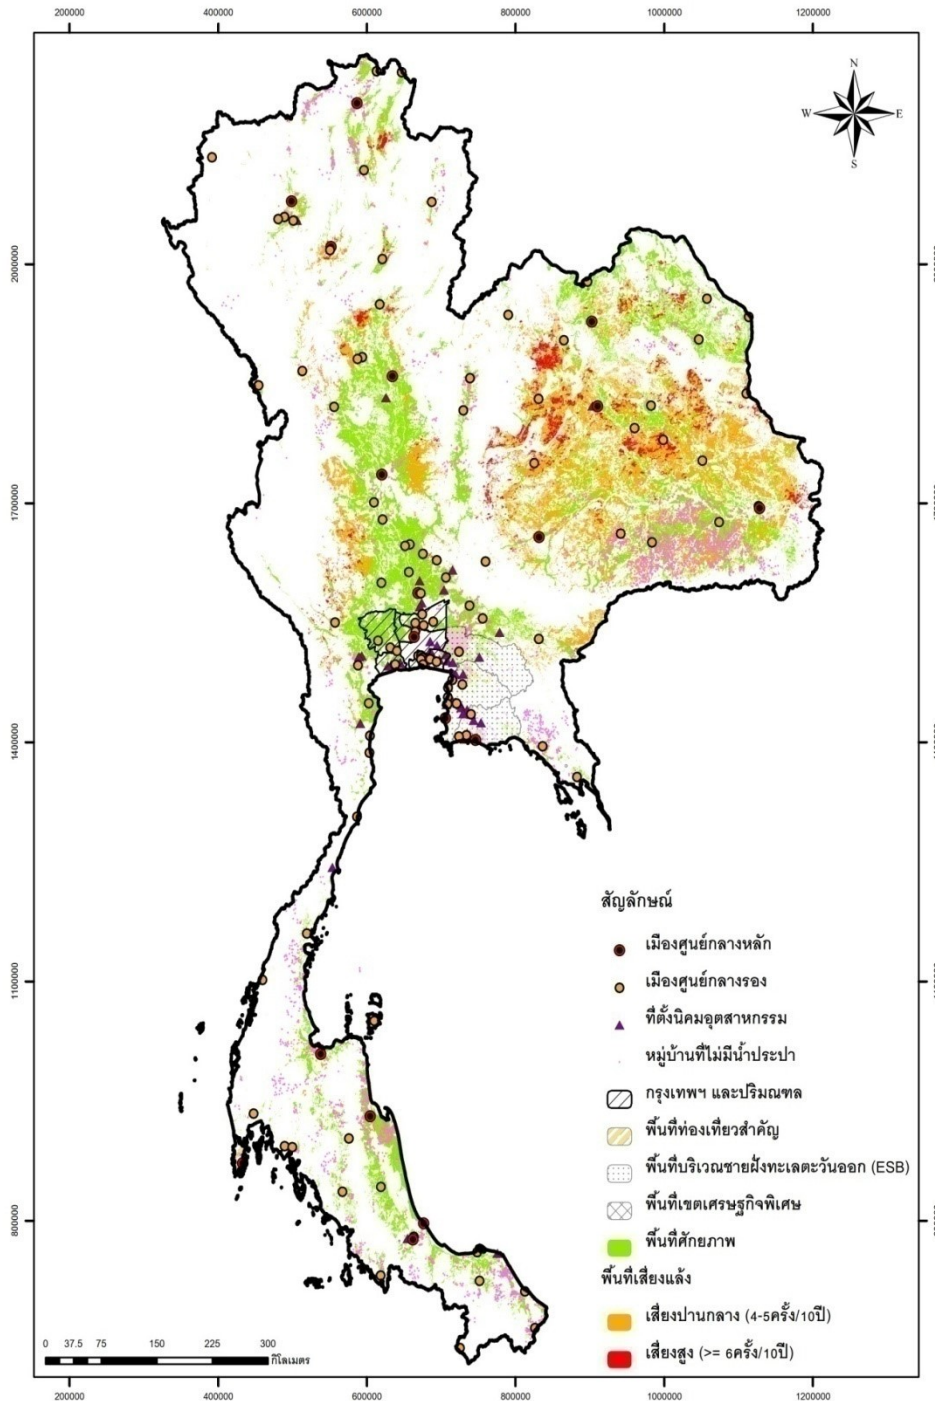 200000 400000 600000 800000 1000000 1200000
N
W E
S
2000000
1700000
1400000
1100000
800000
สัญลักษณ์
เมืองศูนย์กลางหลัก
เมืองศูนย์กลางรอง
ที่ตั้งนิคมอุตสาหกรรม
หมู่บ้านที่ไม่มีน้ำประปา
กรุงเทพฯ และปริมณฑล
พื้นที่ท่องเที่ยวสำคัญ
พื้นที่บริเวณชายฝั่งทะเลตะวันออก (ESB)
พื้นที่เขตเศรษฐกิจพิเศษ
พื้นที่ศักยภาพ
พื้นที่เสี่ยงแล้ง
เสี่ยงปานกลาง (4-5ครั้ง/10ปี)
เสี่ยงสูง (>= 6ครั้ง/10ปี)
0 37.5 75 150 225 300
กิโลเมตร
200000 400000 600000 800000 1000000 1200000